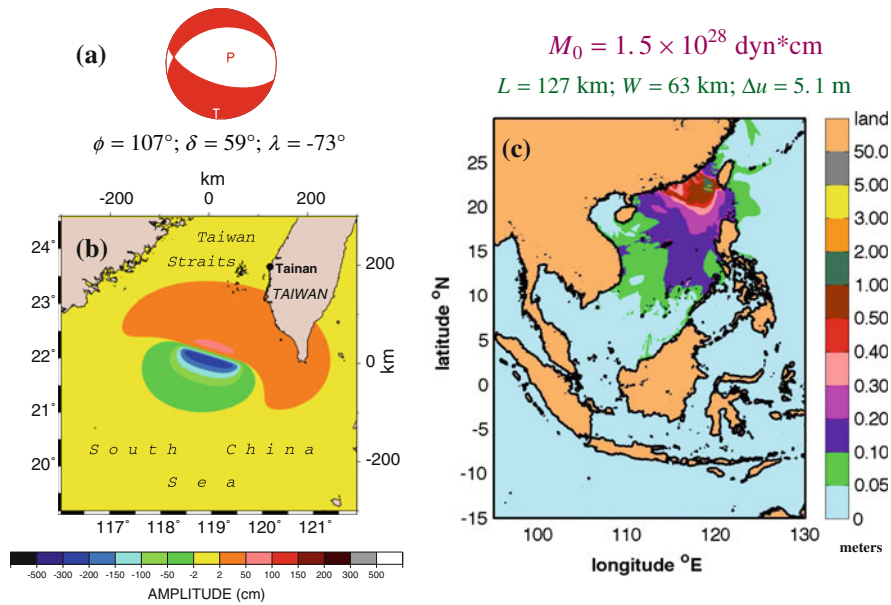 (a)
P
T
ϕ = 107°; δ = 59°; λ = -73°
M₀ = 1.5 × 10²⁸ dyn*cm
L = 127 km; W = 63 km; Δu = 5.1 m
km
-200 0 200
(b)
Taiwan
Straits
Tainan
TAIWAN
South China
Sea
24°
23°
22°
21°
20°
200
0
-200
km
117° 118° 119° 120° 121°
-500 -300 -200 -150 -100 -50 -2 2 50 100 150 200 300 500
AMPLITUDE (cm)
(c)
latitude °N
25
20
15
10
5
0
-5
-10
-15
100 110 120 130
longitude °E
land
50.0
5.00
3.00
2.00
1.00
0.50
0.40
0.30
0.20
0.10
0.05
0
meters